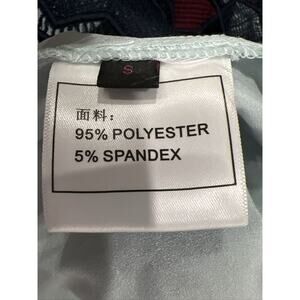 S
面料:
95% POLYESTER
5% SPANDEX